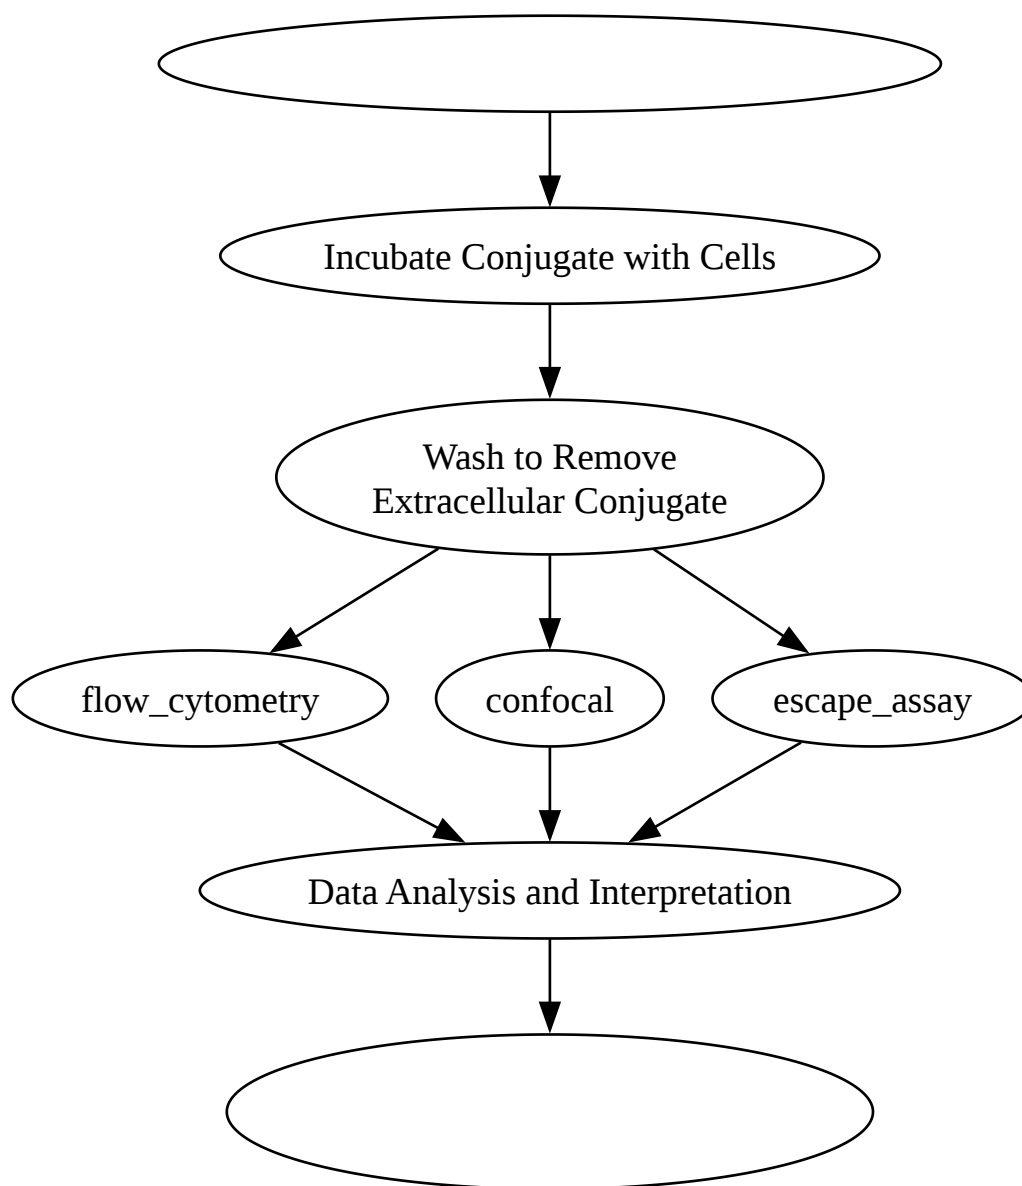 Incubate Conjugate with Cells
Wash to Remove
Extracellular Conjugate
flow_cytometry
confocal
escape_assay
Data Analysis and Interpretation